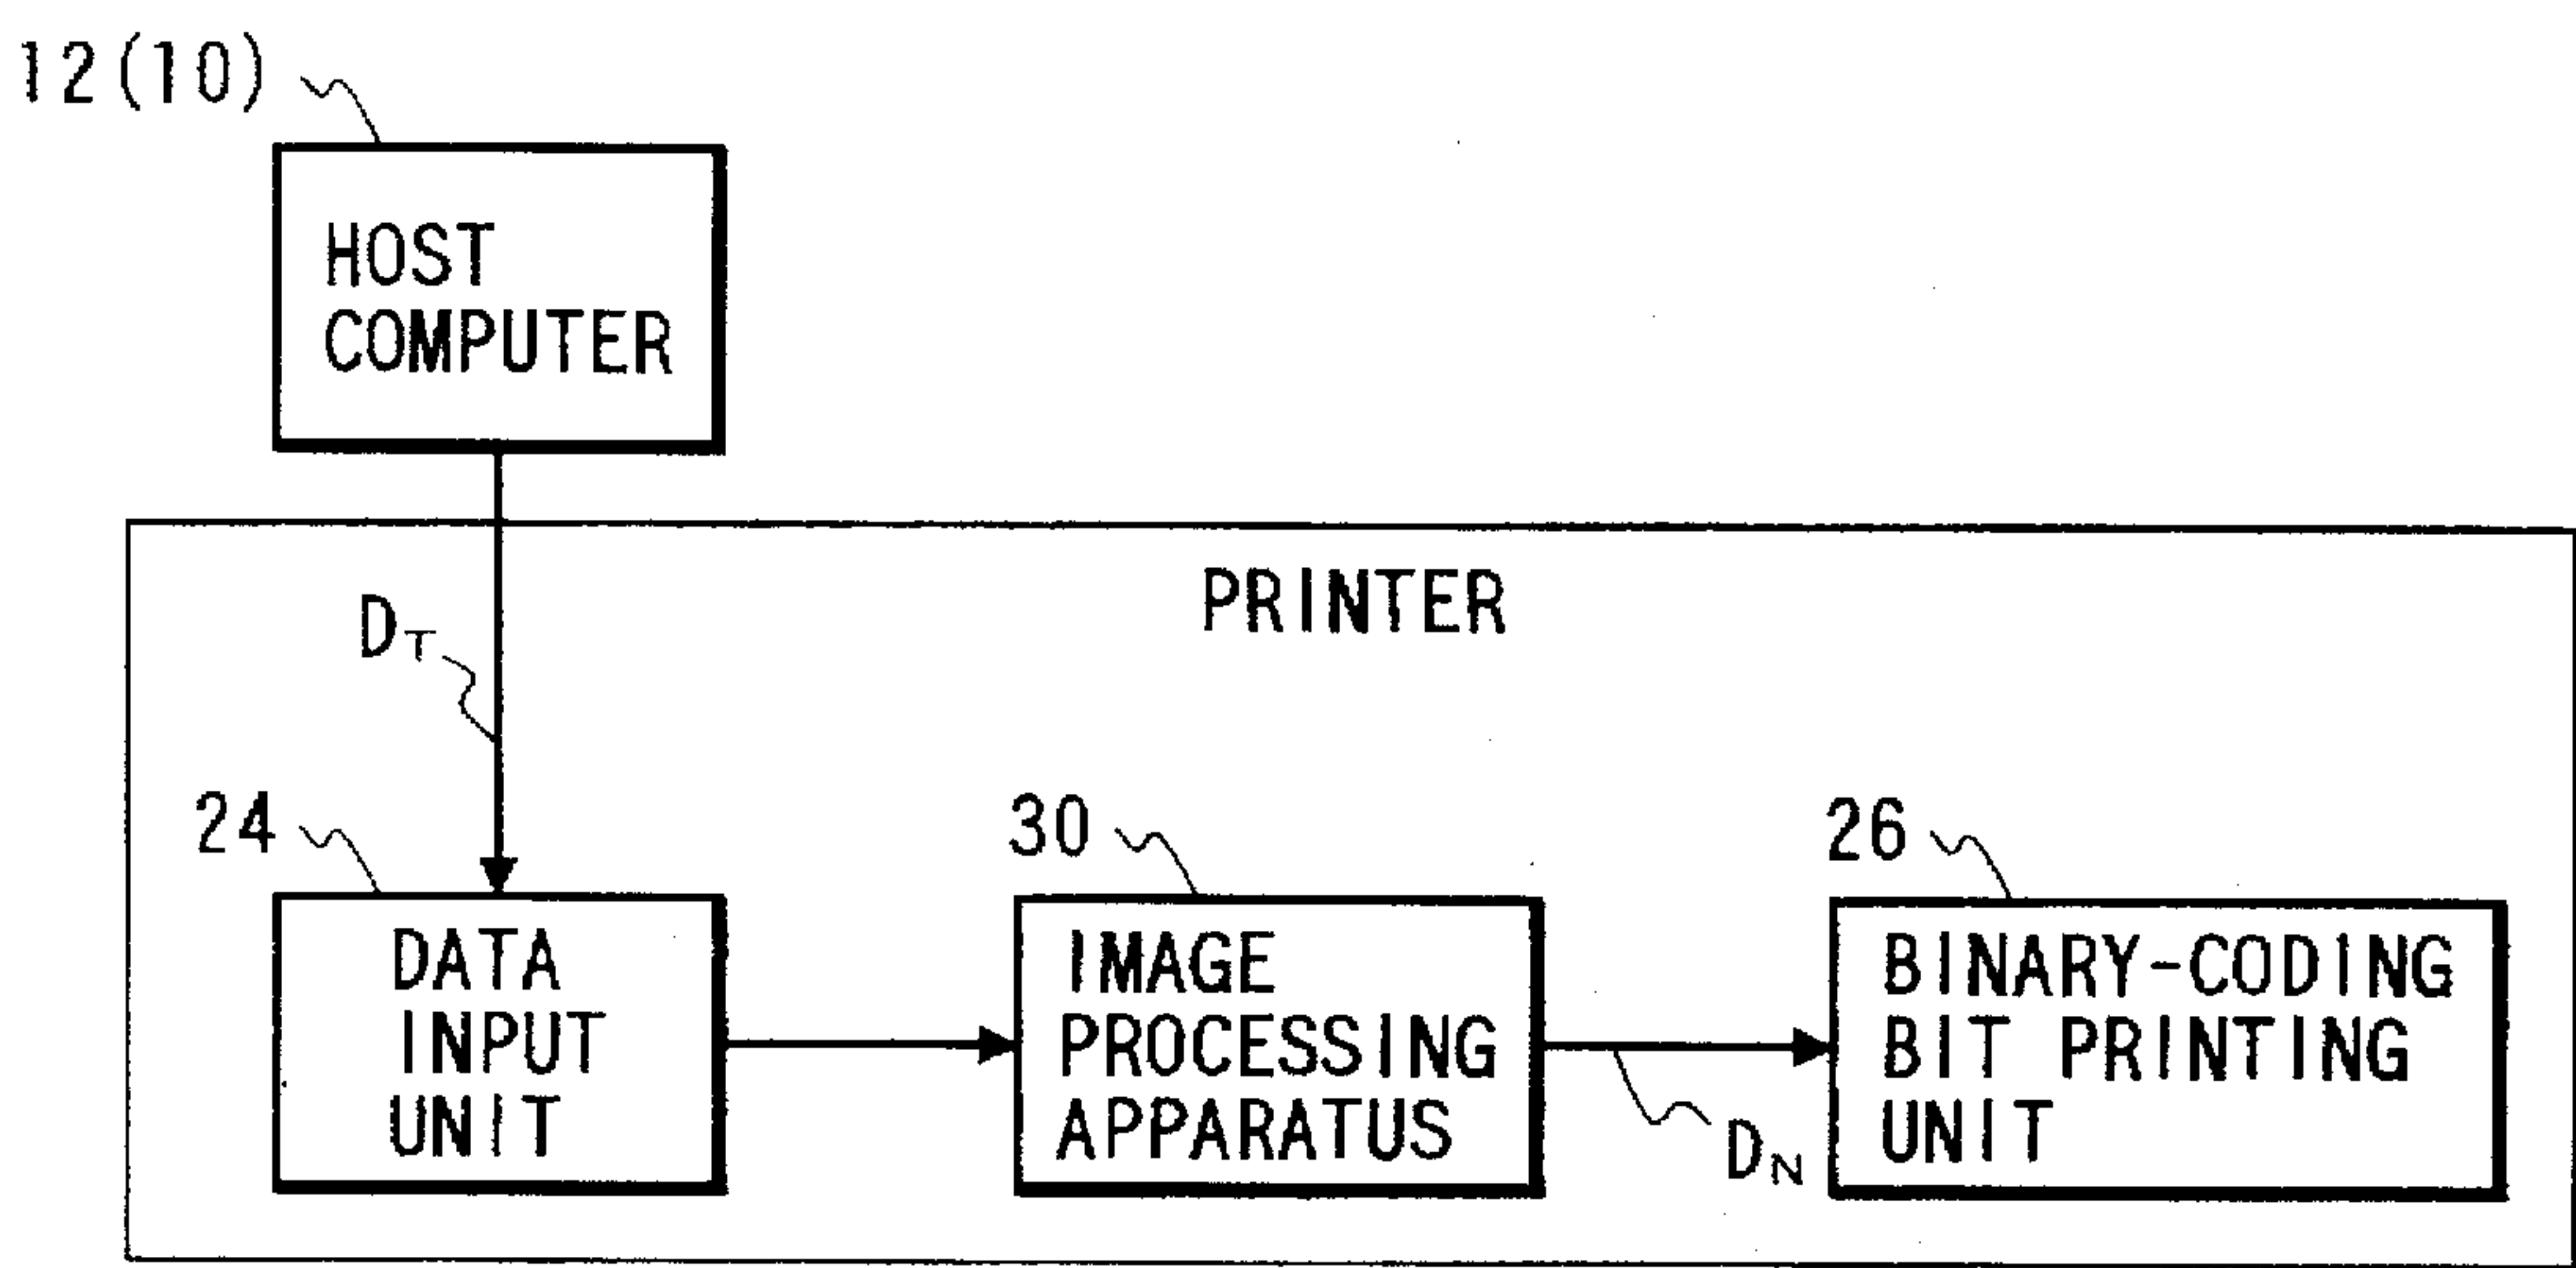 12(10)
HOST
COMPUTER
PRINTER
DT
24
30
26
DATA
INPUT
UNIT
IMAGE
PROCESSING
APPARATUS
BINARY-CODING
BIT PRINTING
UNIT
DN